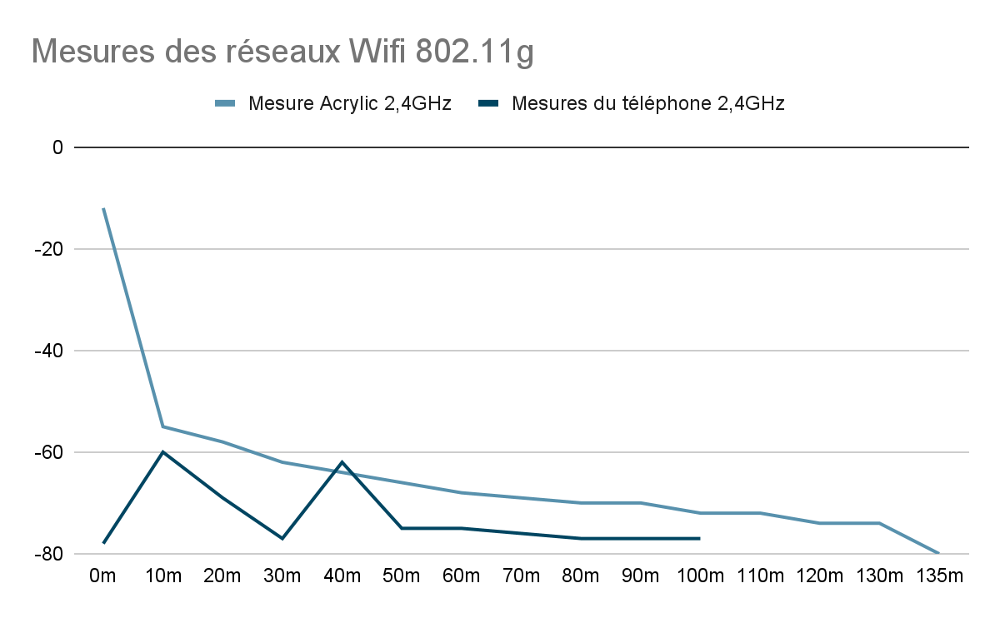 Mesures des réseaux Wifi 802.11g
Mesure Acrylic 2,4GHz Mesures du téléphone 2,4GHz
0
-20
-40
-60
-80
0m 10m 20m 30m 40m 50m 60m 70m 80m 90m 100m 110m 120m 130m 135m